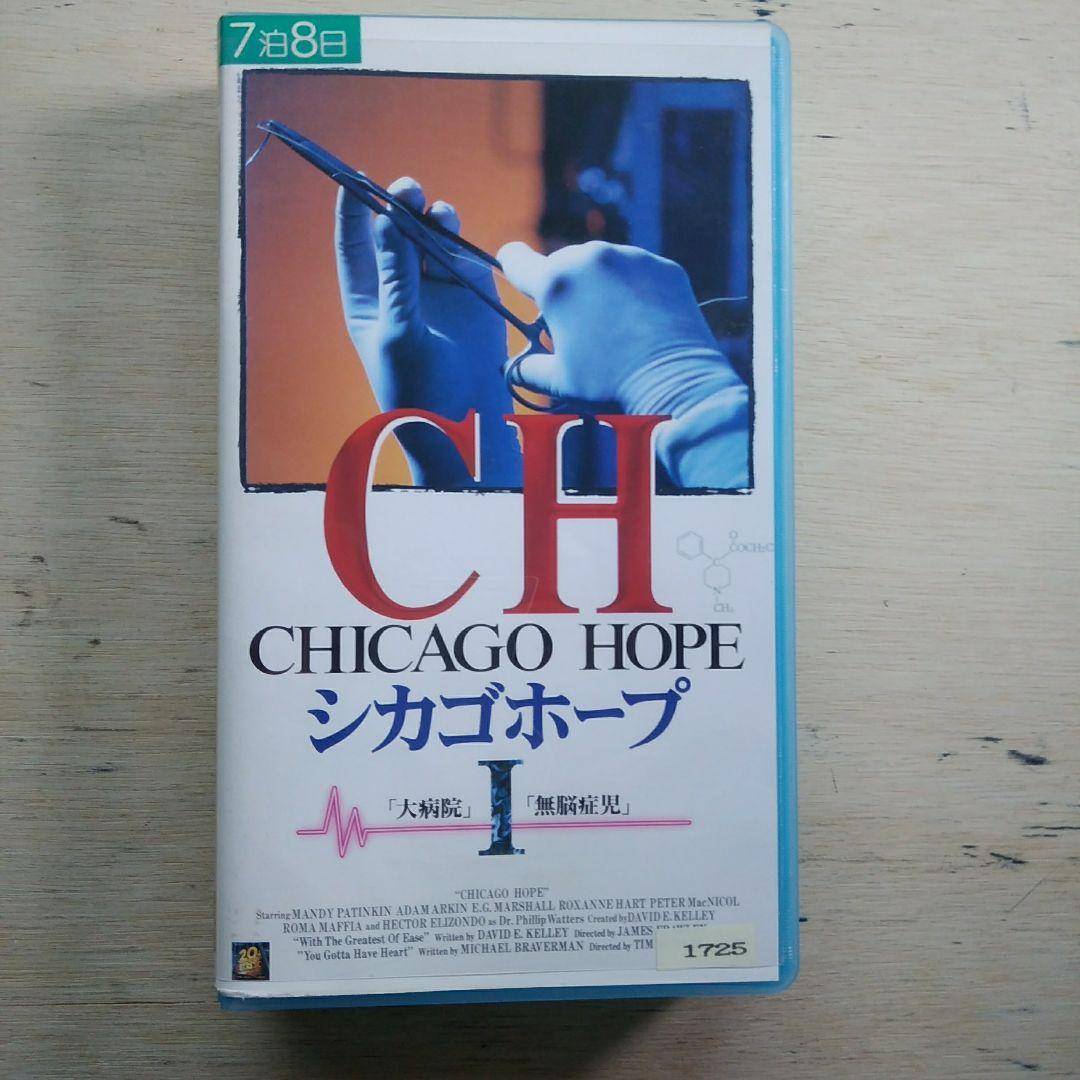 7泊8日
CH
O
COCH₂C
N
CH₃
CHICAGO HOPE
シカゴホープ
I
「大病院」 「無脳症児」
"CHICAGO HOPE"
Starring MANDY PATINKIN ADAM ARKIN E.G. MARSHALL ROXANNE HART PETER MacNICOL
ROMA MAFFIA and HECTOR ELIZONDO as Dr. Phillip Watters Created by DAVID E. KELLEY
"With The Greatest Of Ease" Written by DAVID E. KELLEY Directed by JAMES
"You Gotta Have Heart" Written by MICHAEL BRAVERMAN Directed by TIM
20
1725